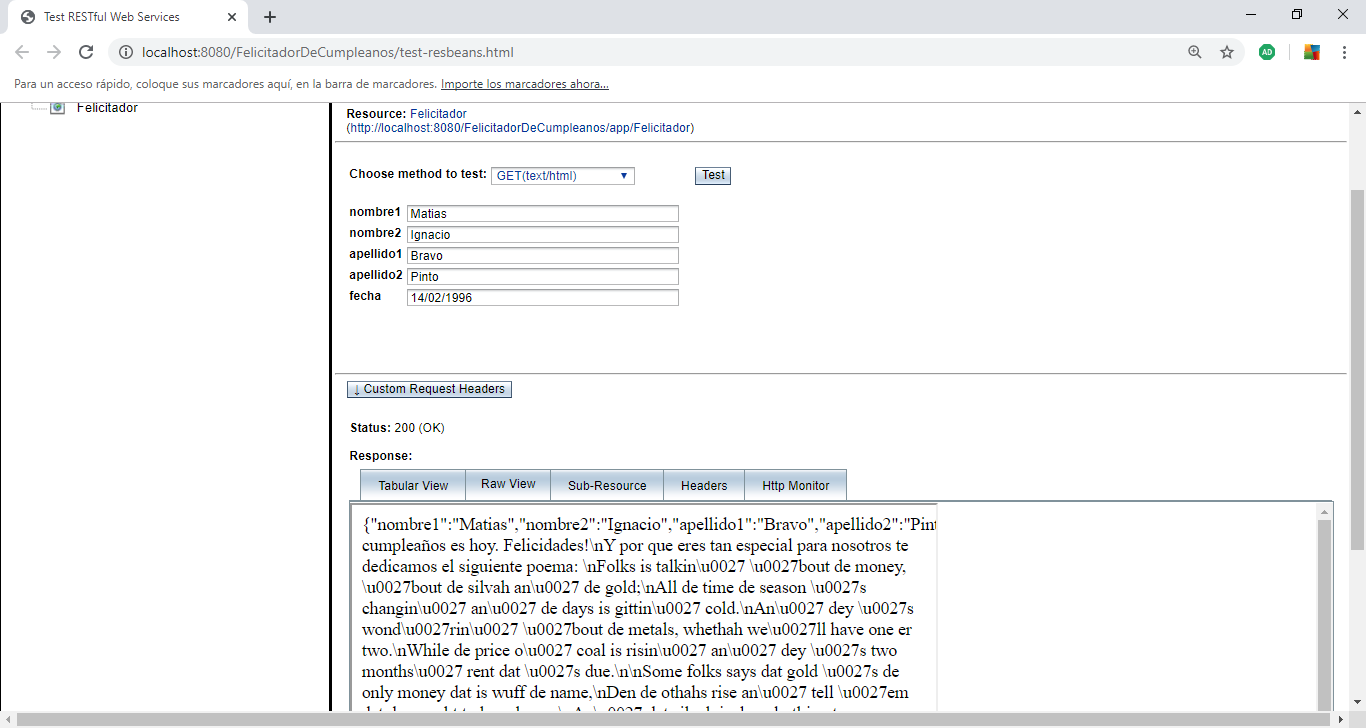 Test RESTful Web Services
localhost:8080/FelicitadorDeCumpleanos/test-resbeans.html
AD
Para un acceso rápido, coloque sus marcadores aquí, en la barra de marcadores. Importe los marcadores ahora...
Felicitador
Resource: Felicitador
(http://localhost:8080/FelicitadorDeCumpleanos/app/Felicitador)
Choose method to test: GET(text/html) Test
nombre1 Matias
nombre2 Ignacio
apellido1 Bravo
apellido2 Pinto
fecha 14/02/1996
↓ Custom Request Headers
Status: 200 (OK)
Response:
Tabular View Raw View Sub-Resource Headers Http Monitor
{"nombre1":"Matias","nombre2":"Ignacio","apellido1":"Bravo","apellido2":"Pint
cumpleaños es hoy. Felicidades!\nY por que eres tan especial para nosotros te
dedicamos el siguiente poema: \nFolks is talkin\u0027 \u0027bout de money,
\u0027bout de silvah an\u0027 de gold;\nAll de time de season \u0027s
changin\u0027 an\u0027 de days is gittin\u0027 cold.\nAn\u0027 dey \u0027s
wond\u0027rin\u0027 \u0027bout de metals, whethah we\u0027ll have one er
two.\nWhile de price o\u0027 coal is risin\u0027 an\u0027 dey \u0027s two
months\u0027 rent dat \u0027s due.\n\nSome folks says dat gold \u0027s de
only money dat is wuff de name,\nDen de othahs rise an\u0027 tell \u0027em